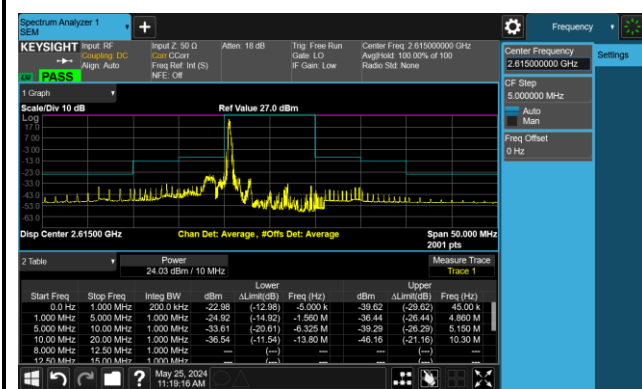 Spectrum Analyzer 1
SEM
Frequency
KEYSIGHT
Input: RF
Coupling: DC
Align: Auto
Input Z: 50 Ω
Corr CCorr
Freq Ref: Int (S)
NFE: Off
Atten: 18 dB
Trig: Free Run
Gate: LO
IF Gain: Low
Center Freq: 2.615000000 GHz
Avg|Hold: 100.00% of 100
Radio Std: None
PASS
Center Frequency
2.615000000 GHz
Settings
CF Step
5.000000 MHz
Auto
Man
Freq Offset
0 Hz
1 Graph
Scale/Div 10 dB
Ref Value 27.0 dBm
Log
17.0
7.00
-3.00
-13.0
-23.0
-33.0
-43.0
-53.0
-63.0
Disp Center 2.61500 GHz
Chan Det: Average, #Offs Det: Average
Span 50.000 MHz
2001 pts
2 Table
Power
24.03 dBm / 10 MHz
Measure Trace
Trace 1
Lower Upper
Start Freq Stop Freq Integ BW dBm ΔLimit(dB) Freq (Hz) dBm ΔLimit(dB) Freq (Hz)
0.0 Hz 1.000 MHz 200.0 kHz -22.98 (-12.98) -5.000 k -39.62 (-29.62) 45.00 k
1.000 MHz 5.000 MHz 1.000 MHz -24.92 (-14.92) -1.560 M -36.44 (-26.44) 4.860 M
5.000 MHz 10.00 MHz 1.000 MHz -33.61 (-20.61) -6.325 M -39.29 (-26.29) 5.150 M
10.00 MHz 20.00 MHz 1.000 MHz -36.54 (-11.54) -13.80 M -46.16 (-21.16) 10.30 M
8.000 MHz 12.50 MHz 1.000 MHz --- (---) --- --- (---) ---
12.50 MHz 15.00 MHz 1.000 MHz --- (---) --- --- (---) ---
May 25, 2024
11:19:16 AM